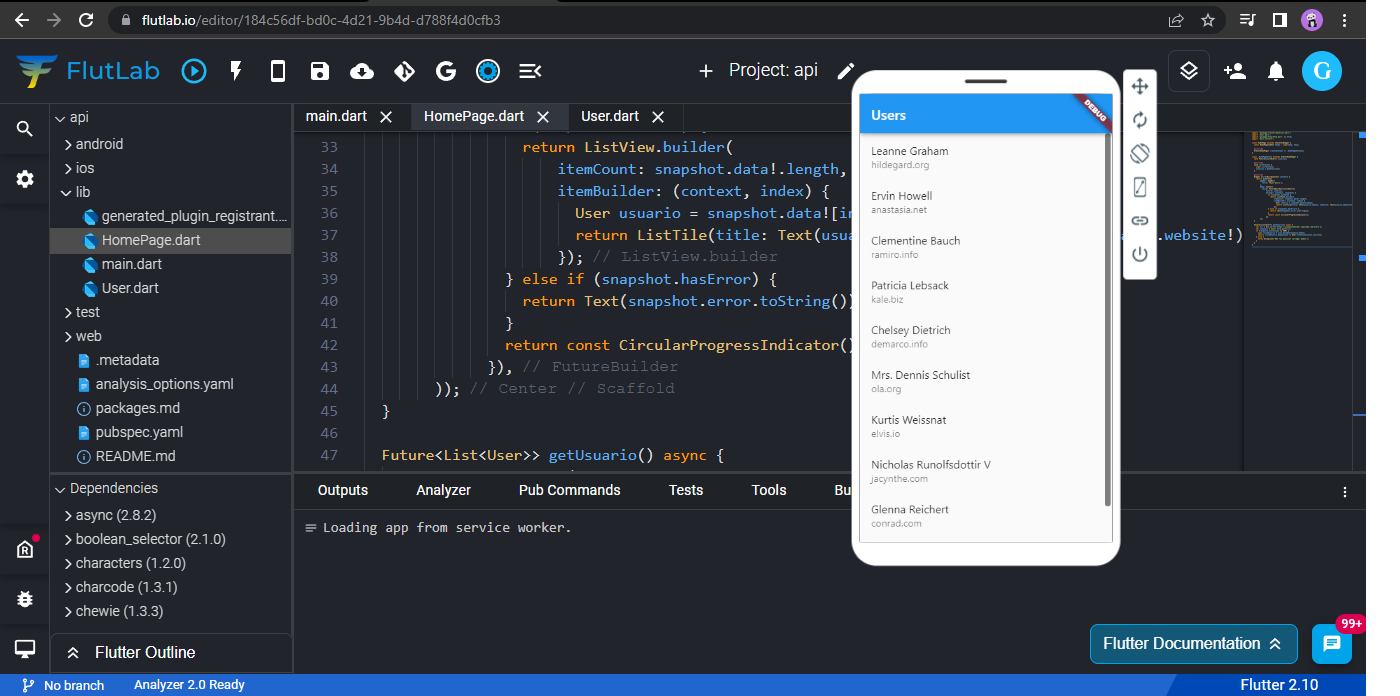 flutlab.io/editor/184c56df-bd0c-4d21-9b4d-d788f4d0cfb3
FlutLab
Project: api
G
api
android
ios
lib
generated_plugin_registrant....
HomePage.dart
main.dart
User.dart
test
web
.metadata
analysis_options.yaml
packages.md
pubspec.yaml
README.md
Dependencies
async (2.8.2)
boolean_selector (2.1.0)
characters (1.2.0)
charcode (1.3.1)
chewie (1.3.3)
Flutter Outline
main.dart
HomePage.dart
User.dart
33 return ListView.builder(
34 itemCount: snapshot.data!.length,
35 itemBuilder: (context, index) {
36 User usuario = snapshot.data![in
37 return ListTile(title: Text(usua .website!)
38 }); // ListView.builder
39 } else if (snapshot.hasError) {
40 return Text(snapshot.error.toString())
41 }
42 return const CircularProgressIndicator()
43 }), // FutureBuilder
44 )); // Center // Scaffold
45 }
46
47 Future<List<User>> getUsuario() async {
Outputs
Analyzer
Pub Commands
Tests
Tools
Bu
Loading app from service worker.
Users
DEBUG
Leanne Graham
hildegard.org
Ervin Howell
anastasia.net
Clementine Bauch
ramiro.info
Patricia Lebsack
kale.biz
Chelsey Dietrich
demarco.info
Mrs. Dennis Schulist
ola.org
Kurtis Weissnat
elvis.io
Nicholas Runolfsdottir V
jacynthe.com
Glenna Reichert
conrad.com
Flutter Documentation
99+
No branch
Analyzer 2.0 Ready
Flutter 2.10